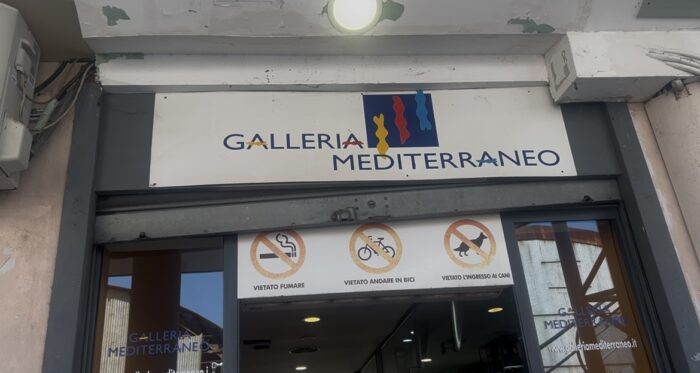 GALLERIA
MEDITERRANEO
VIETATO FUMARE
VIETATO ANDARE IN BICI
VIETATO L'INGRESSO AI CANI
GALLERIA
MEDITERRANEO
GALLERIA
MEDITERRANEO
www.galleriamediterraneo.it